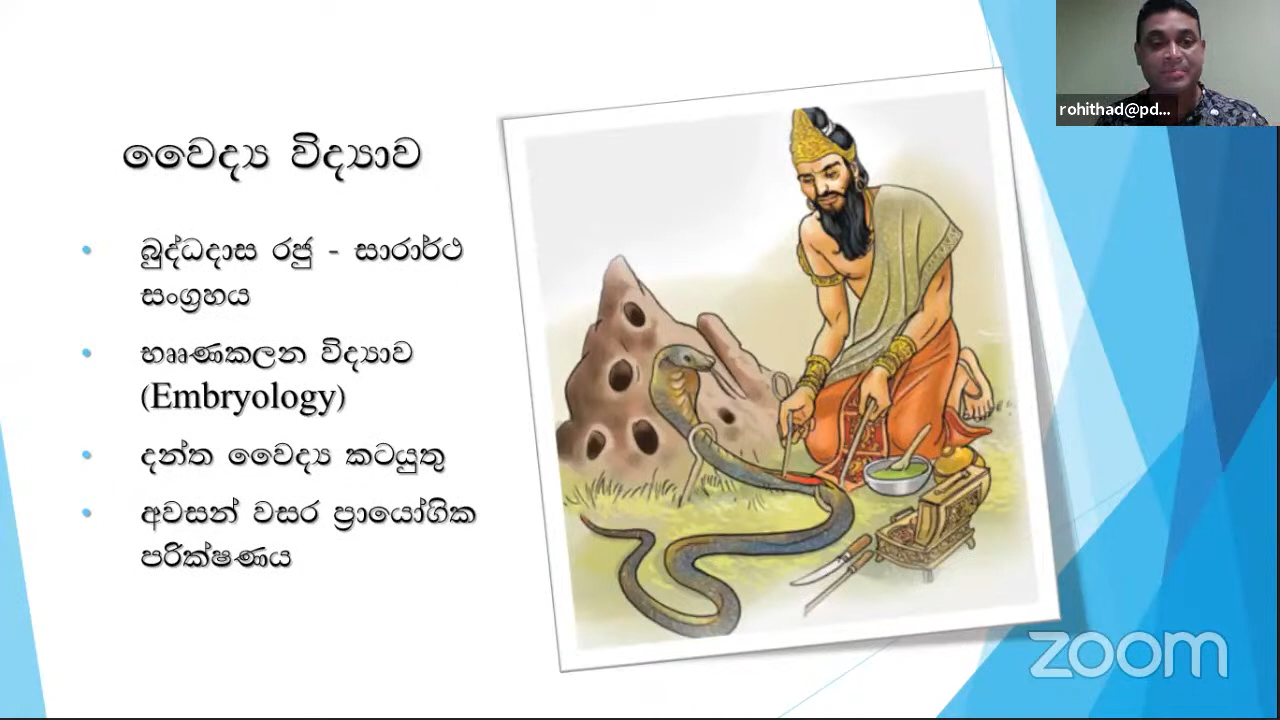 වෛද්‍ය විද්‍යාව
• බුද්ධදාස රජු - සාරාර්ථ
සංග්‍රහය
• භෲණකලන විද්‍යාව
(Embryology)
• දන්ත වෛද්‍ය කටයුතු
• අවසන් වසර ප්‍රායෝගික
පරික්ෂණය
rohithad@pd...
zoom